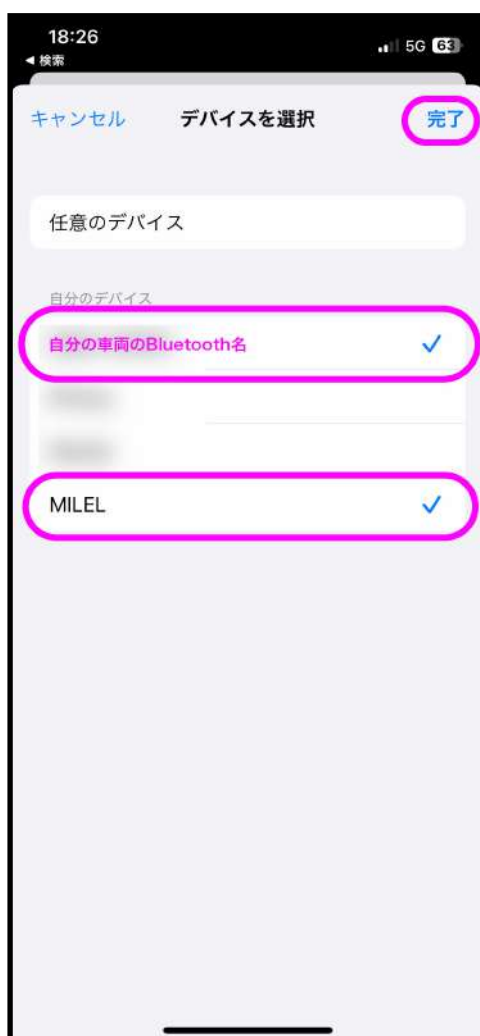 18:26
5G 63
◀ 検索
キャンセル デバイスを選択 完了
任意のデバイス
自分のデバイス
自分の車両のBluetooth名
MILEL